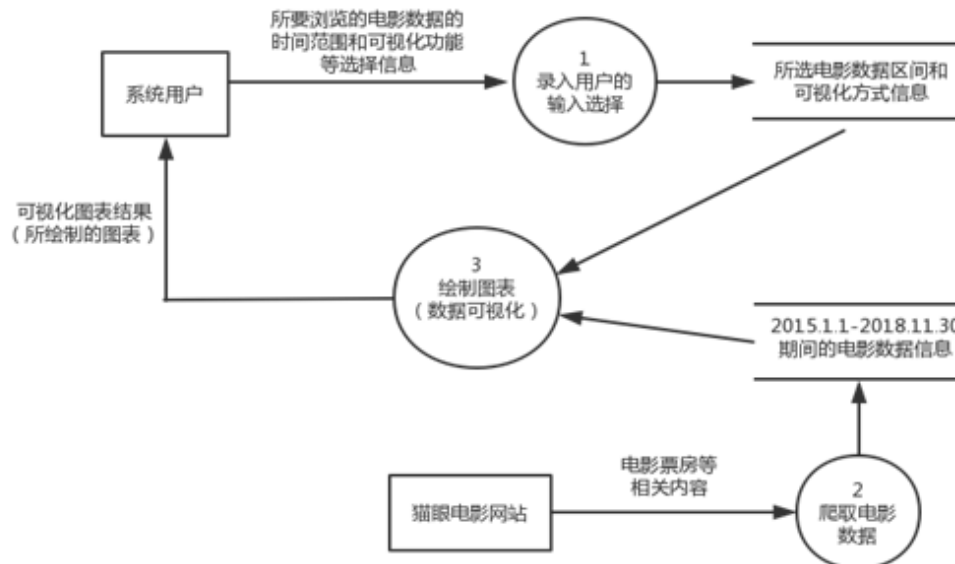 所要浏览的电影数据的
时间范围和可视化功能
等选择信息
系统用户
1
录入用户的
输入选择
所选电影数据区间和
可视化方式信息
可视化图表结果
（所绘制的图表）
3
绘制图表
（数据可视化）
2015.1.1-2018.11.30
期间的电影数据信息
猫眼电影网站
电影票房等
相关内容
2
爬取电影
数据